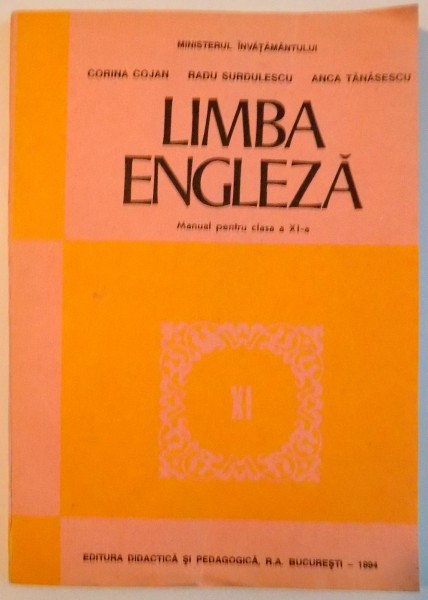 MINISTERUL ÎNVĂŢĂMÂNTULUI
CORINA COJAN RADU SURDULESCU ANCA TĂNĂSESCU
LIMBA
ENGLEZĂ
Manual pentru clasa a XI-a
XI
EDITURA DIDACTICĂ ŞI PEDAGOGICĂ, R.A. BUCUREŞTI – 1994